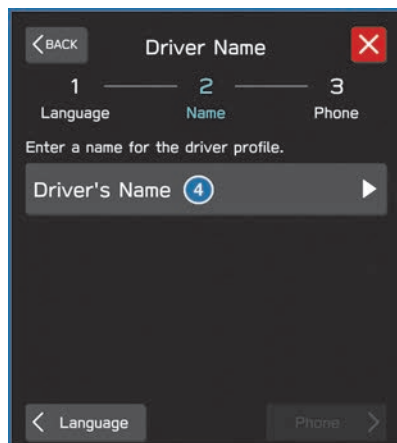 BACK
Driver Name
1 2 3
Language Name Phone
Enter a name for the driver profile.
Driver's Name 4
Language
Phone